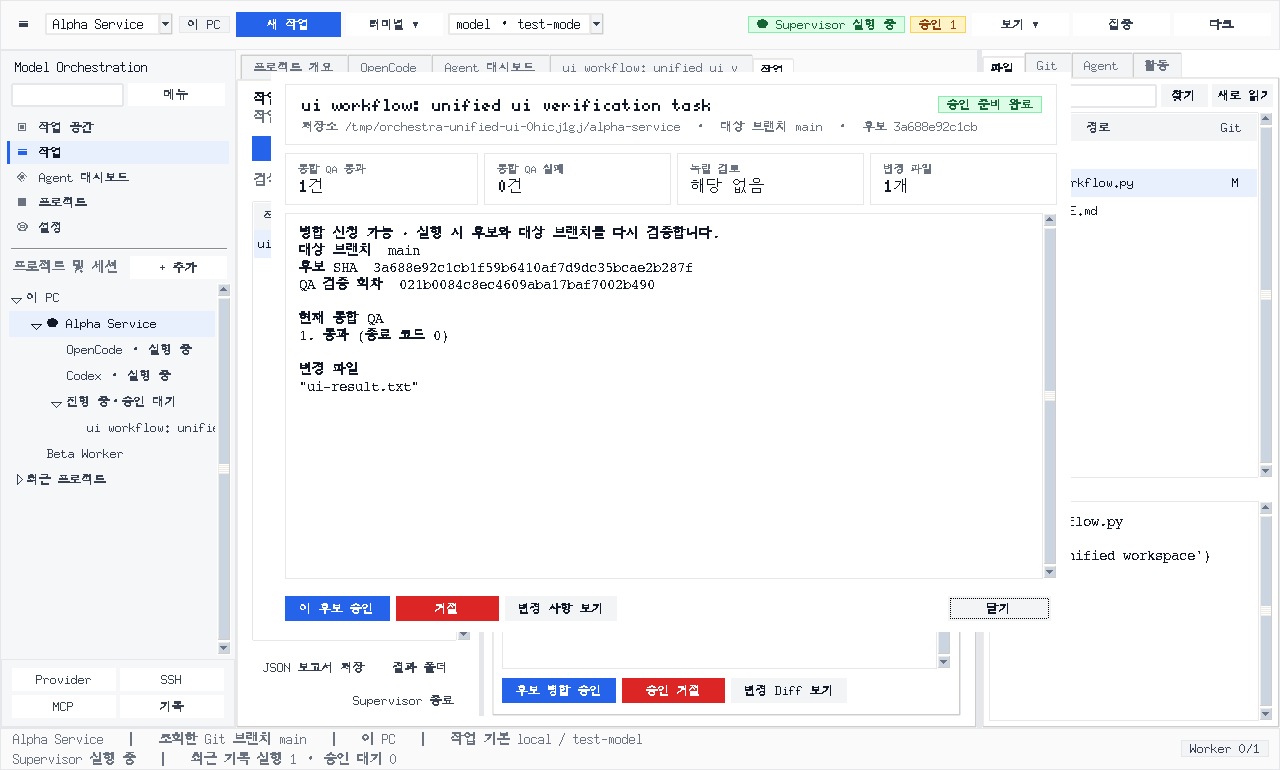 Alpha Service 이 PC 새 작업 터미널 ▼ model • test-mode Supervisor 실행 중 승인 1 보기 ▼ 집중 다크
Model Orchestration
메뉴
작업 공간
작업
Agent 대시보드
프로젝트
설정
프로젝트 및 세션 + 추가
이 PC
Alpha Service
OpenCode • 실행 중
Codex • 실행 중
진행 중·승인 대기
ui workflow: unifie
Beta Worker
최근 프로젝트
Provider SSH
MCP 기록
프로젝트 개요 OpenCode Agent 대시보드 ui workflow: unified ui v 작업
작업
작업
검색
ui
ui workflow: unified ui verification task 승인 준비 완료
저장소 /tmp/orchestra-unified-ui-0hicj1gj/alpha-service • 대상 브랜치 main • 후보 3a688e92c1cb
통합 QA 통과 통합 QA 실패 독립 검토 변경 파일
1건 0건 해당 없음 1개
병합 신청 가능 · 실행 시 후보와 대상 브랜치를 다시 검증합니다.
대상 브랜치 main
후보 SHA 3a688e92c1cb1f59b6410af7d9dc35bcae2b287f
QA 검증 회차 021b0084c8ec4609aba17baf7002b490
현재 통합 QA
1. 통과 (종료 코드 0)
변경 파일
"ui-result.txt"
이 후보 승인 거절 변경 사항 보기 닫기
JSON 보고서 저장 결과 폴더
Supervisor 종료
후보 병합 승인 승인 거절 변경 Diff 보기
파일 Git Agent 활동
찾기 새로 읽기
경로 Git
rkflow.py M
E.md
flow.py
nified workspace')
Alpha Service | 조회한 Git 브랜치 main | 이 PC | 작업 기본 local / test-model
Supervisor 실행 중 | 최근 기록 실행 1 • 승인 대기 0
Worker 0/1